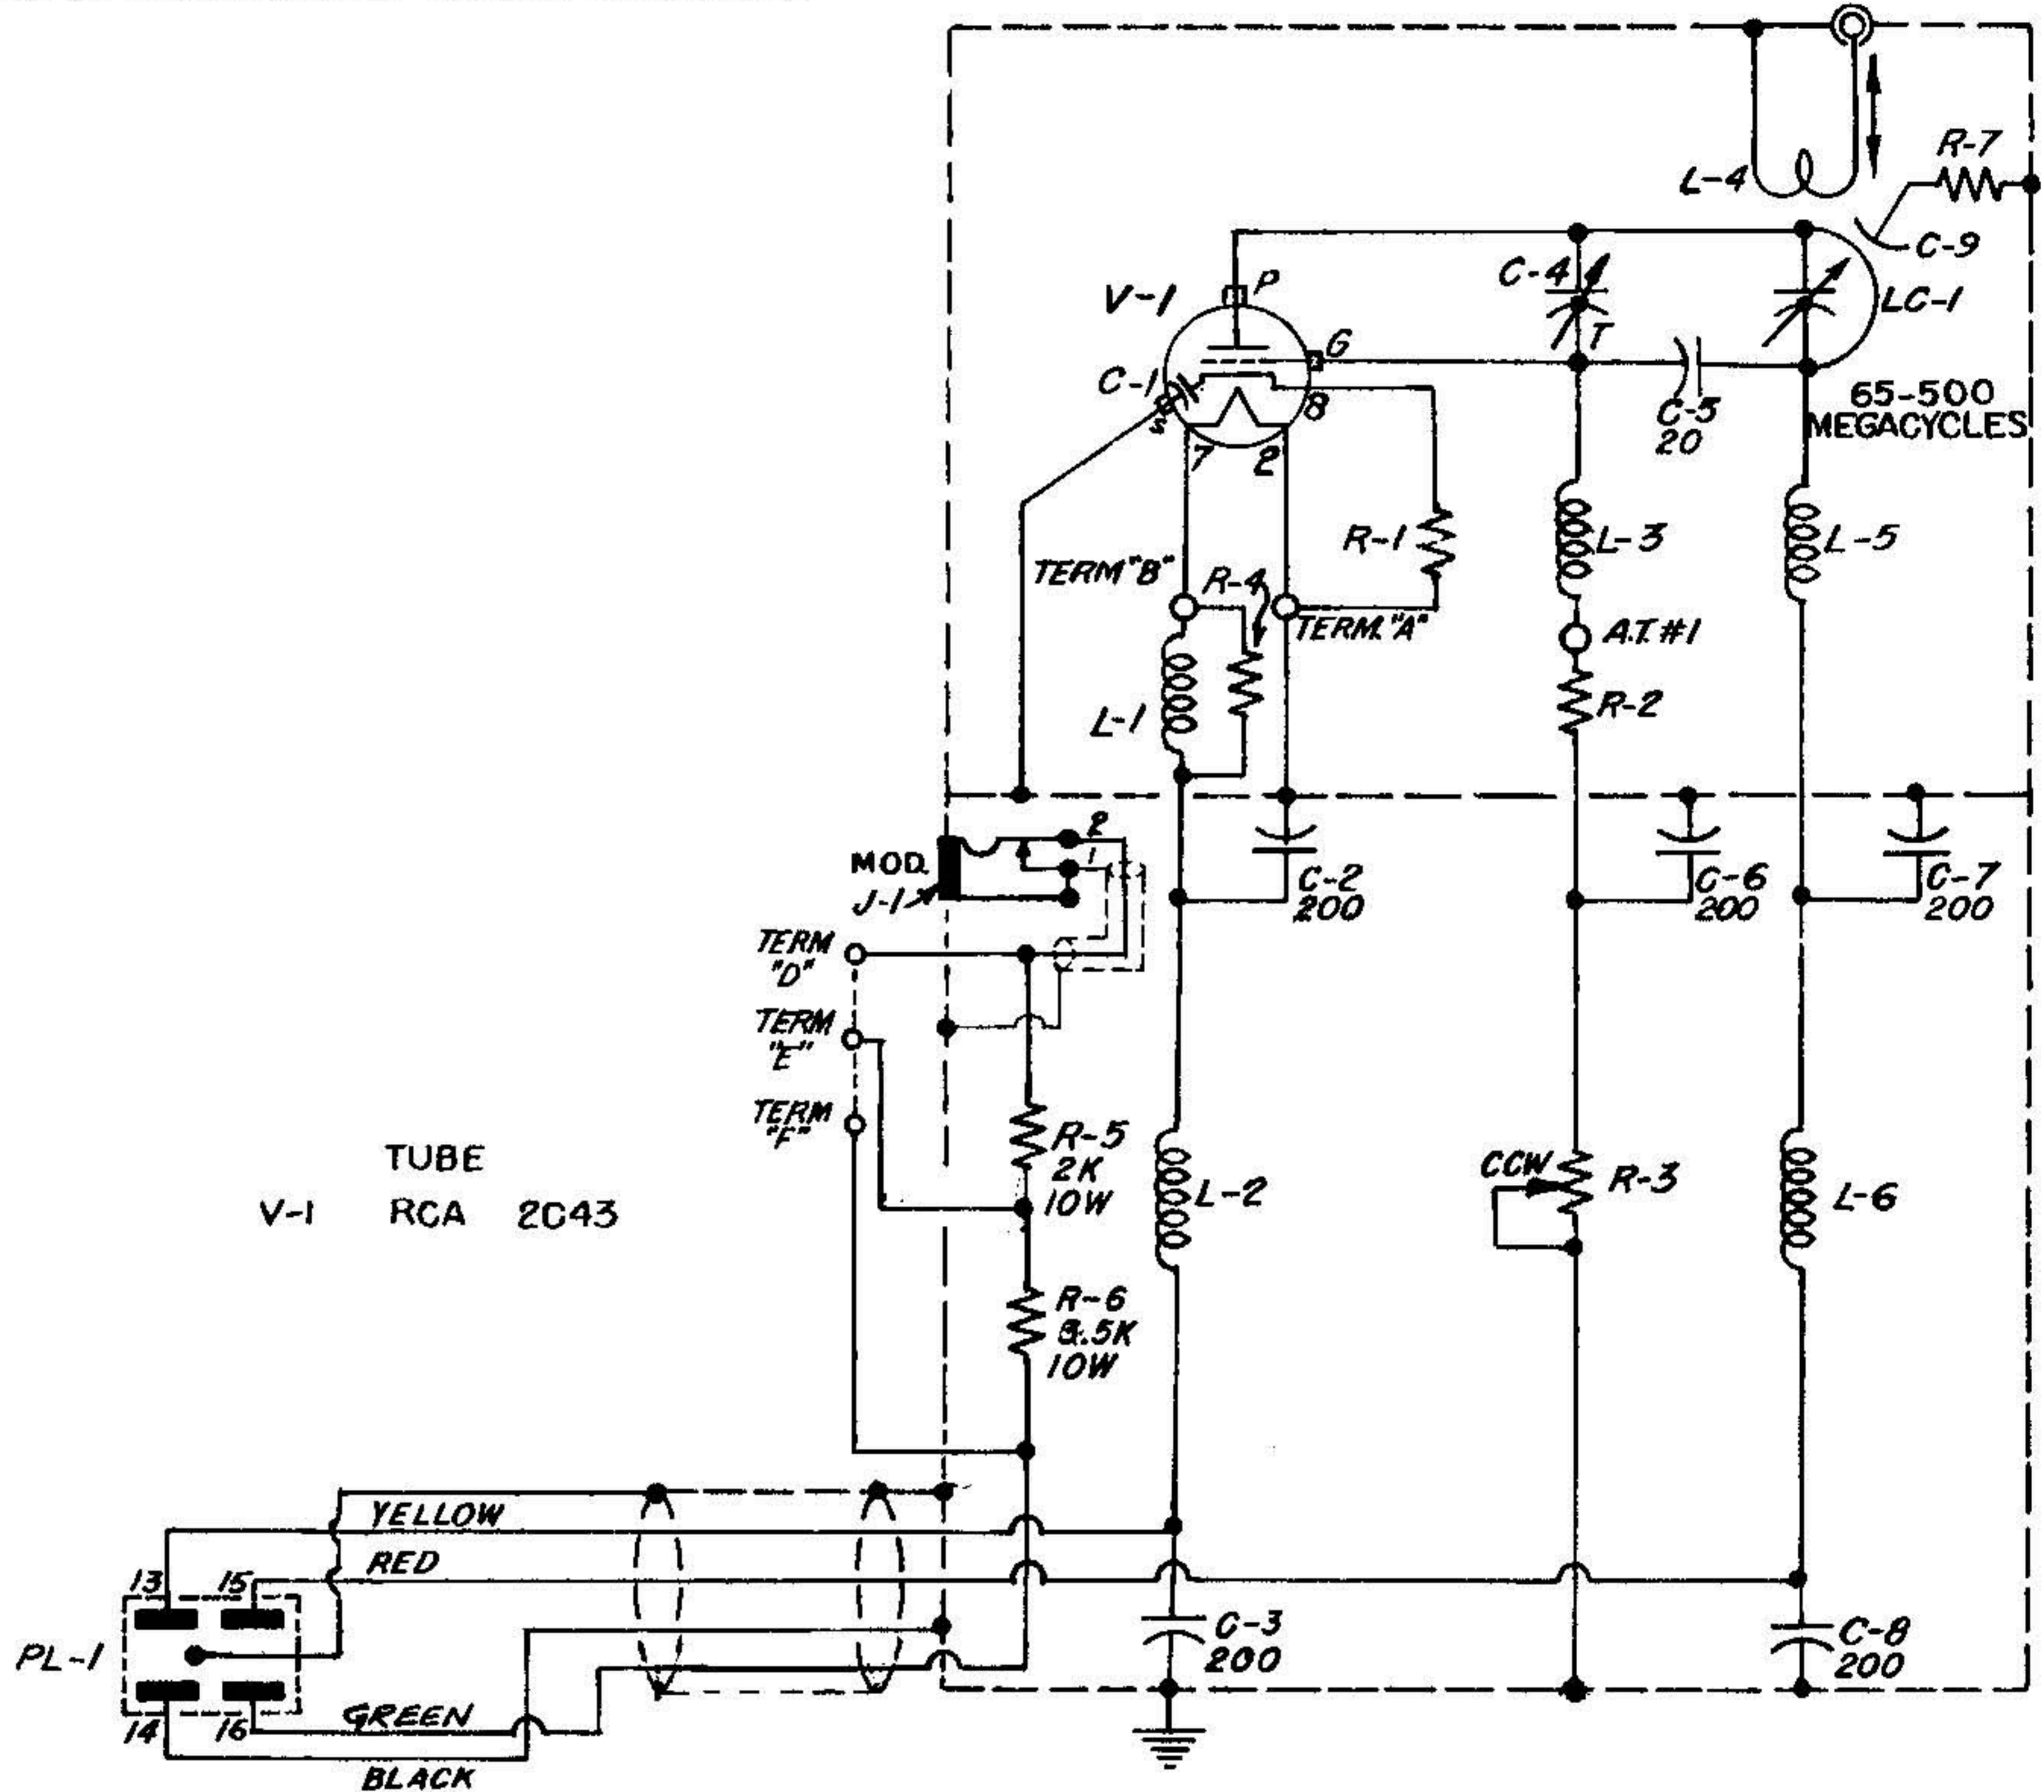 R-7
L-4
C-9
C-4
P
V-1
LC-1
T
G
C-1
8
65-500
MEGACYCLES
C-5
20
S
7
2
R-1
L-3
L-5
TERM "B"
R-4
TERM. "A"
A.T. #1
R-2
L-1
2
MOD.
1
J-1
C-2
200
C-6
200
C-7
200
TERM
"D"
TERM
"E"
TERM
"F"
R-5
2K
10W
TUBE
V-1 RCA 2C43
CCW
R-3
L-2
L-6
R-6
10W
YELLOW
RED
13
15
C-3
200
C-8
200
PL-1
14
16
GREEN
BLACK